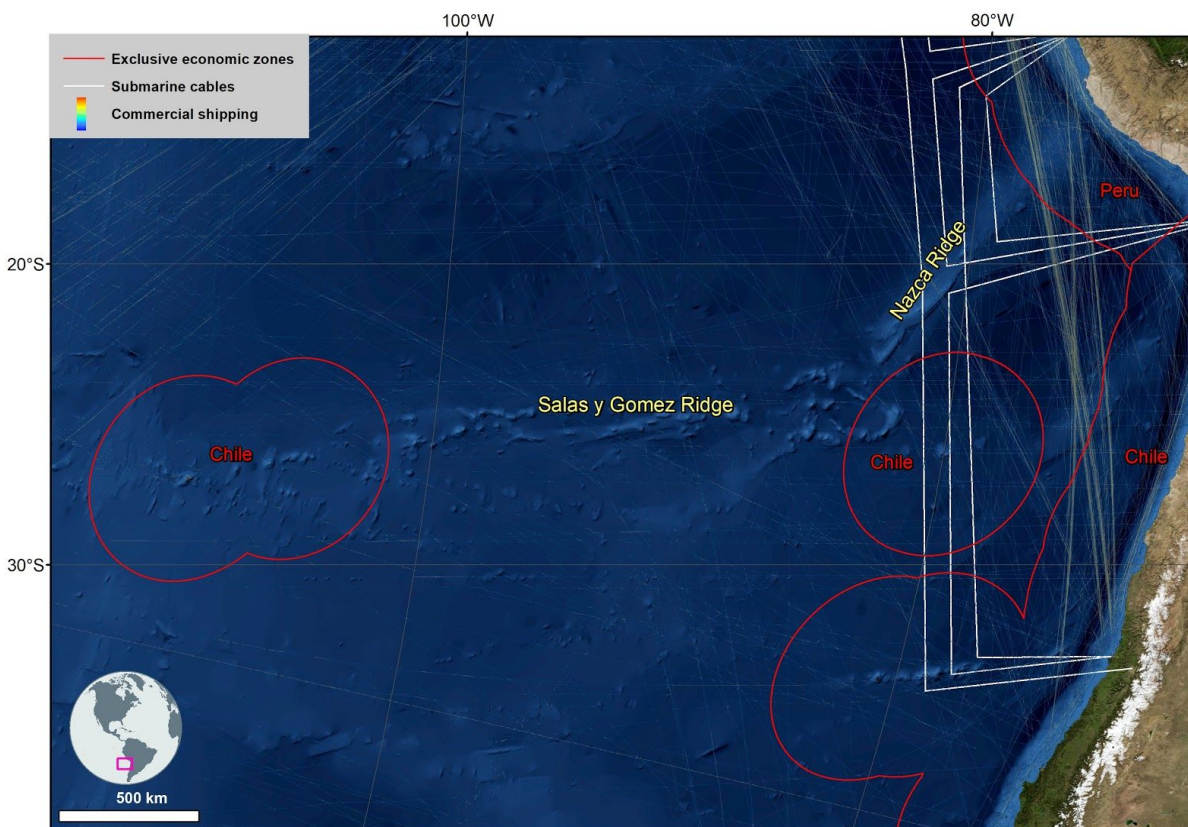 100°W
80°W
Exclusive economic zones
Submarine cables
Commercial shipping
Peru
20°S
Nazca Ridge
Salas y Gomez Ridge
Chile
Chile
Chile
30°S
500 km